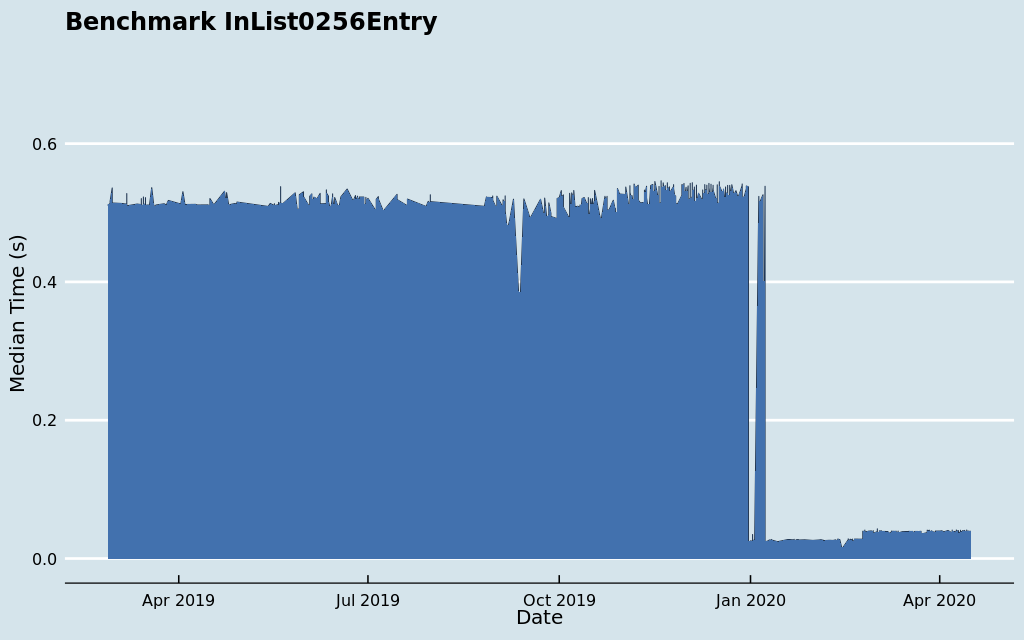 Benchmark InList0256Entry
0.6
0.4
0.2
0.0
Median Time (s)
Apr 2019
Jul 2019
Oct 2019
Jan 2020
Apr 2020
Date